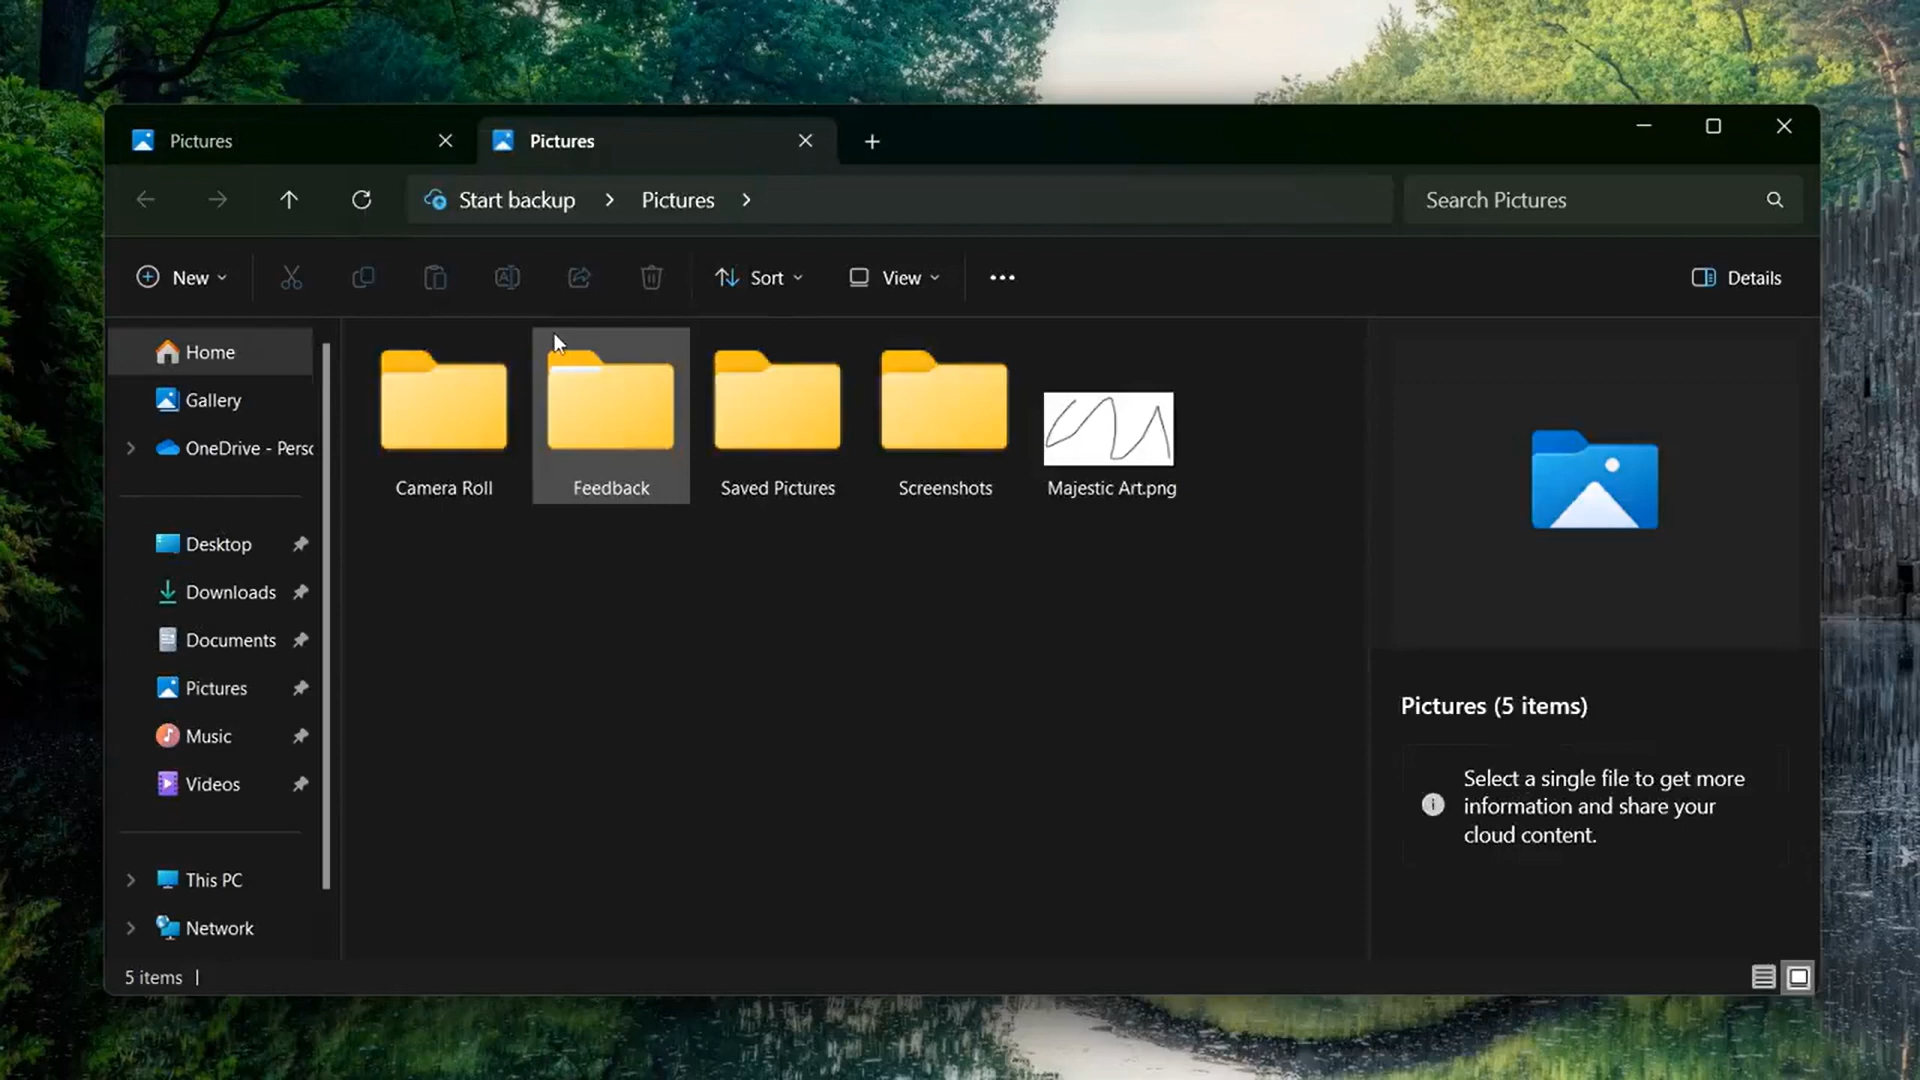 Pictures
Pictures
Start backup
Pictures
Search Pictures
New
Sort
View
Details
Home
Gallery
OneDrive - Perso
Desktop
Downloads
Documents
Pictures
Music
Videos
This PC
Network
Camera Roll
Feedback
Saved Pictures
Screenshots
Majestic Art.png
Pictures (5 items)
Select a single file to get more
information and share your
cloud content.
5 items